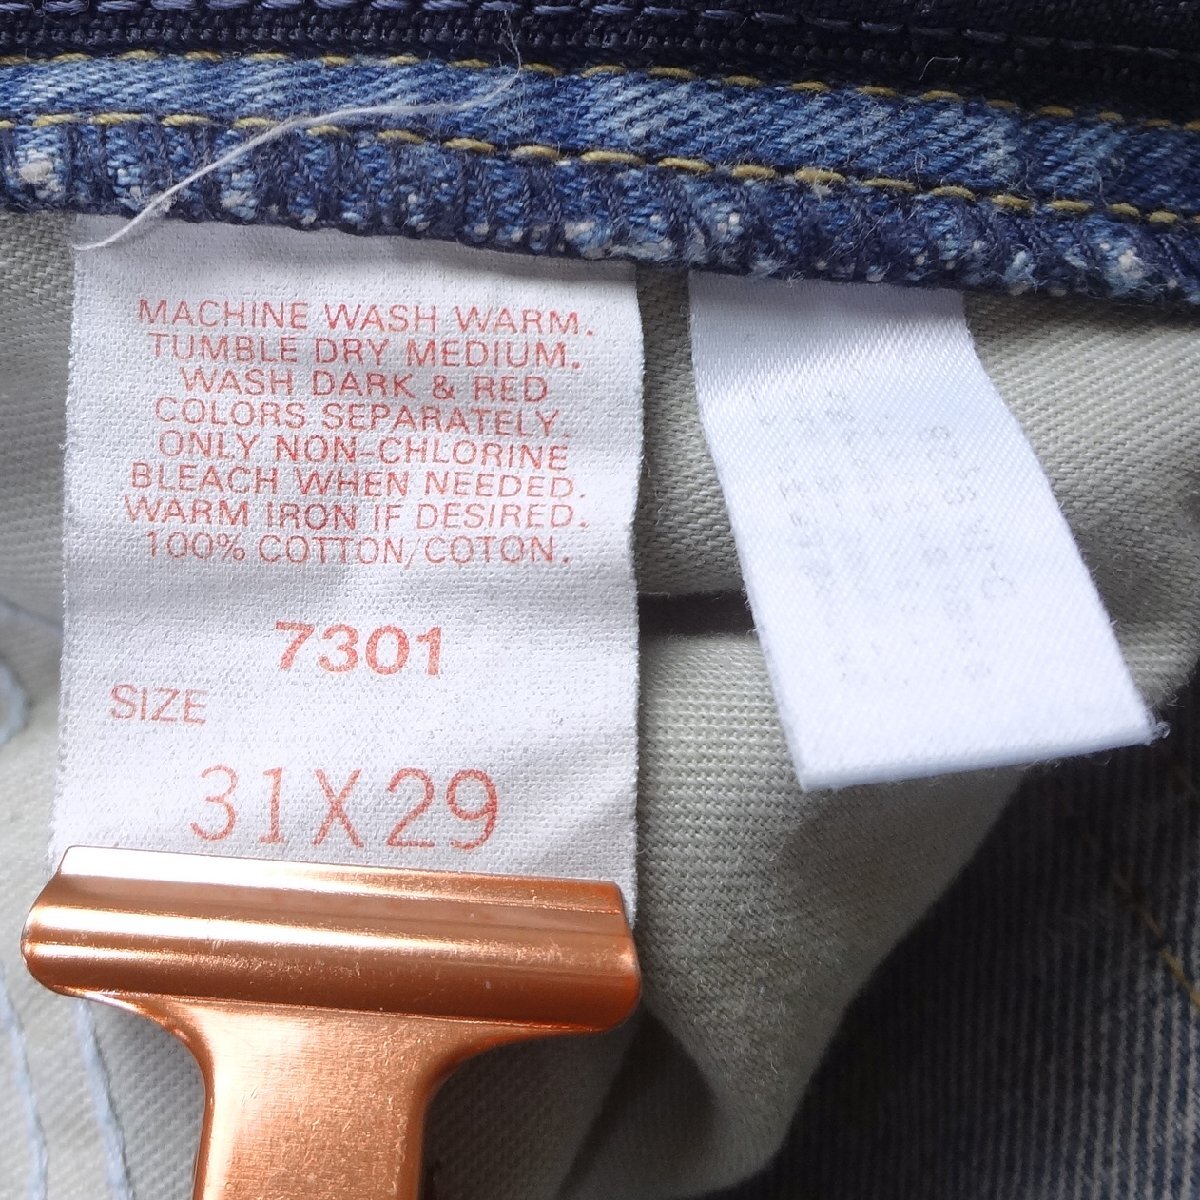 MACHINE WASH WARM.
TUMBLE DRY MEDIUM.
WASH DARK & RED
COLORS SEPARATELY.
ONLY NON-CHLORINE
BLEACH WHEN NEEDED.
WARM IRON IF DESIRED.
100% COTTON/COTON.
7301
SIZE
31X29